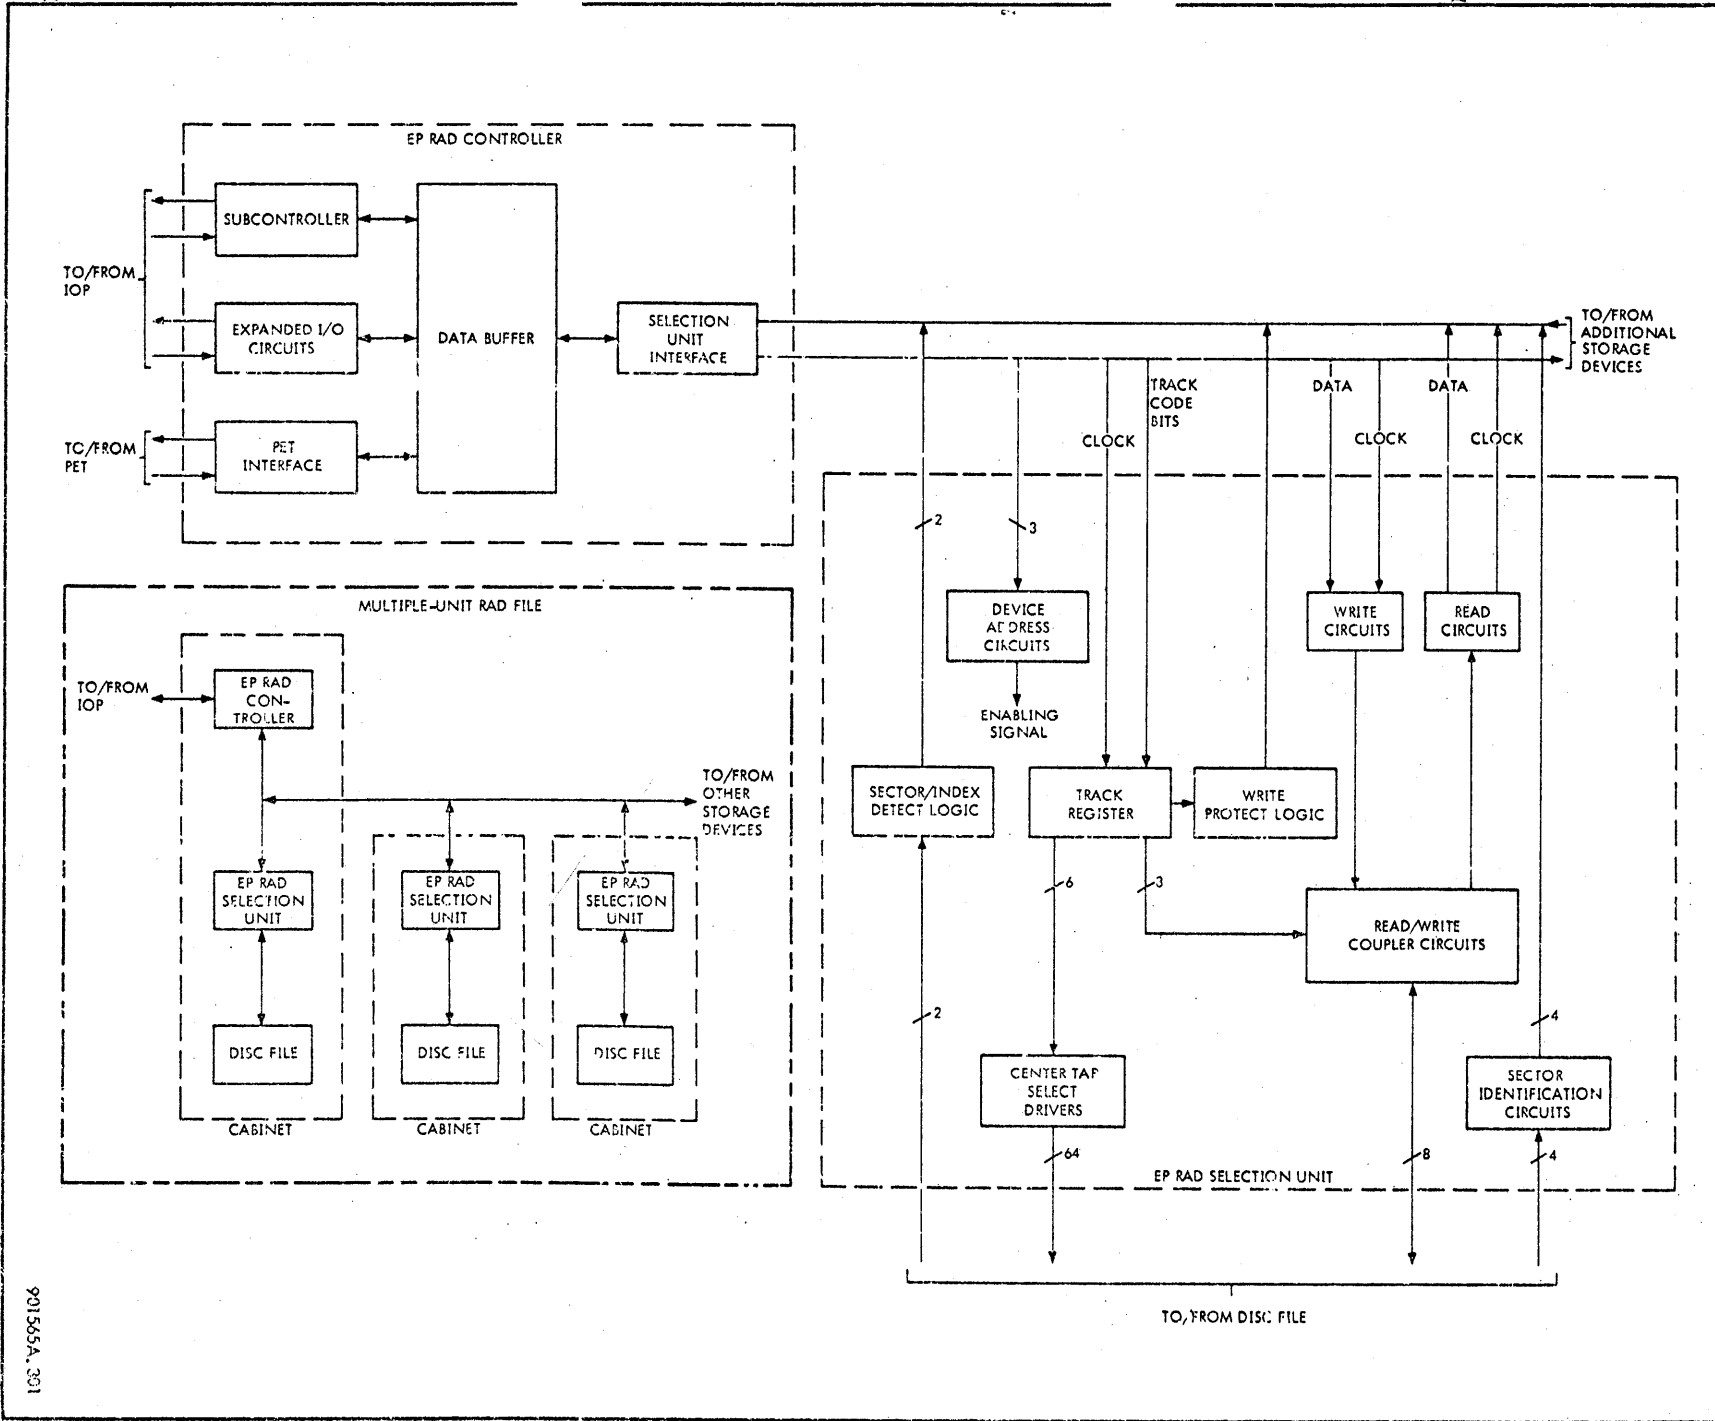 EP RAD CONTROLLER
SUBCONTROLLER
TO/FROM
IOP
EXPANDED I/O
CIRCUITS
DATA BUFFER
SELECTION
UNIT
INTERFACE
TO/FROM
PET
PET
INTERFACE
TO/FROM
ADDITIONAL
STORAGE
DEVICES
TRACK
CODE
BITS
DATA
DATA
CLOCK
CLOCK
CLOCK
2
3
DEVICE
ADDRESS
CIRCUITS
WRITE
CIRCUITS
READ
CIRCUITS
ENABLING
SIGNAL
SECTOR/INDEX
DETECT LOGIC
TRACK
REGISTER
WRITE
PROTECT LOGIC
6
3
READ/WRITE
COUPLER CIRCUITS
2
4
CENTER TAP
SELECT
DRIVERS
SECTOR
IDENTIFICATION
CIRCUITS
64
8
4
EP RAD SELECTION UNIT
TO/FROM DISC FILE
MULTIPLE-UNIT RAD FILE
TO/FROM
IOP
EP RAD
CON-
TROLLER
TO/FROM
OTHER
STORAGE
DEVICES
EP RAD
SELECTION
UNIT
EP RAD
SELECTION
UNIT
EP RAD
SELECTION
UNIT
DISC FILE
DISC FILE
DISC FILE
CABINET
CABINET
CABINET
901565A.301